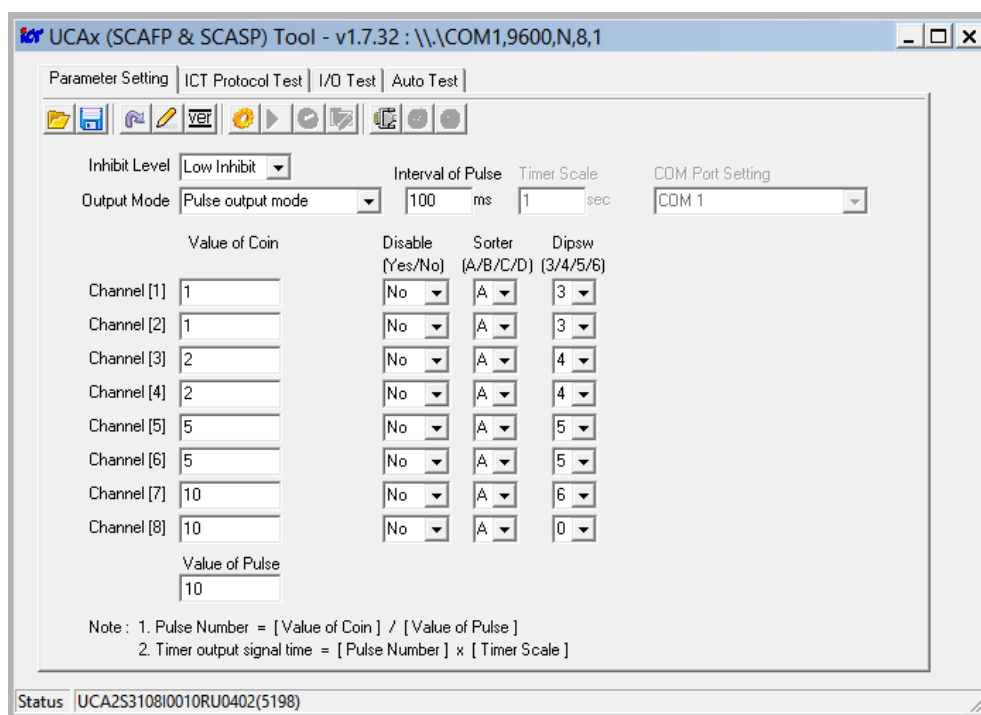 ict UCAx (SCAFP & SCASP) Tool - v1.7.32 : \\.\COM1,9600,N,8,1
Parameter Setting ICT Protocol Test I/O Test Auto Test
ver
Inhibit Level Low Inhibit Interval of Pulse Timer Scale COM Port Setting
Output Mode Pulse output mode 100 ms 1 sec COM 1
Value of Coin Disable Sorter Dipsw
(Yes/No) (A/B/C/D) (3/4/5/6)
Channel [1] 1 No A 3
Channel [2] 1 No A 3
Channel [3] 2 No A 4
Channel [4] 2 No A 4
Channel [5] 5 No A 5
Channel [6] 5 No A 5
Channel [7] 10 No A 6
Channel [8] 10 No A 0
Value of Pulse
10
Note : 1. Pulse Number = [ Value of Coin ] / [ Value of Pulse ]
2. Timer output signal time = [ Pulse Number ] x [ Timer Scale ]
Status UCA2S3108I0010RU0402(5198)